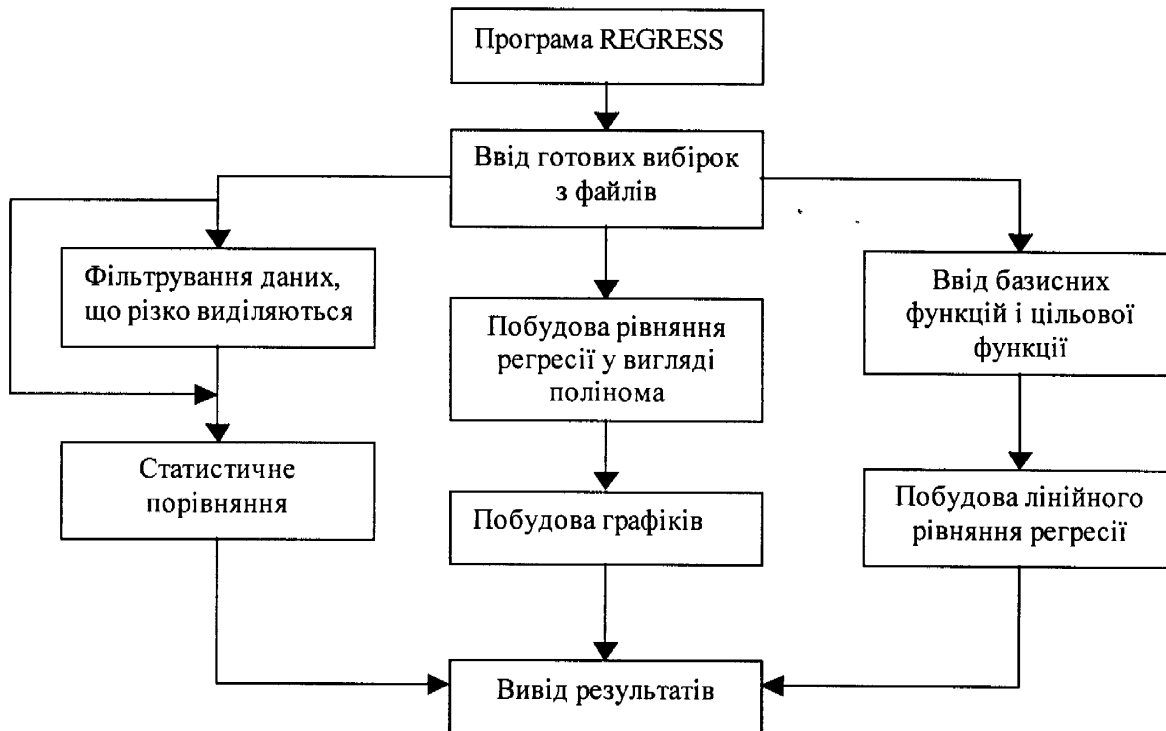 Програма REGRESS
Ввід готових вибірок
з файлів
Фільтрування даних,
що різко виділяються
Статистичне
порівняння
Побудова рівняння
регресії у вигляді
полінома
Побудова графіків
Ввід базисних
функцій і цільової
функції
Побудова лінійного
рівняння регресії
Вивід результатів